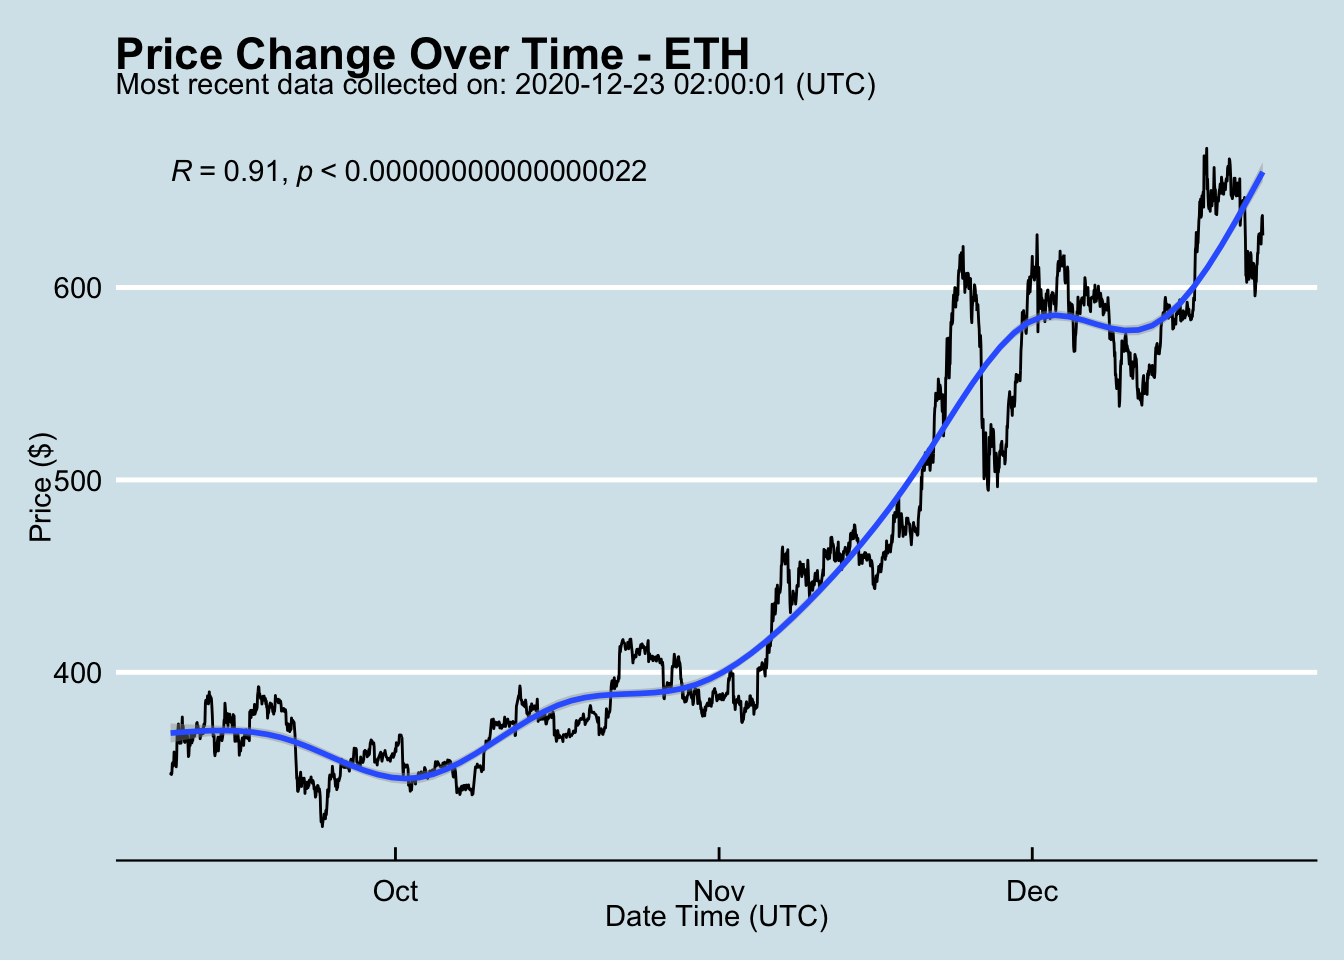 Price Change Over Time - ETH
Most recent data collected on: 2020-12-23 02:00:01 (UTC)
R = 0.91, p < 0.00000000000000022
600
500
400
Price ($)
Oct
Nov
Dec
Date Time (UTC)